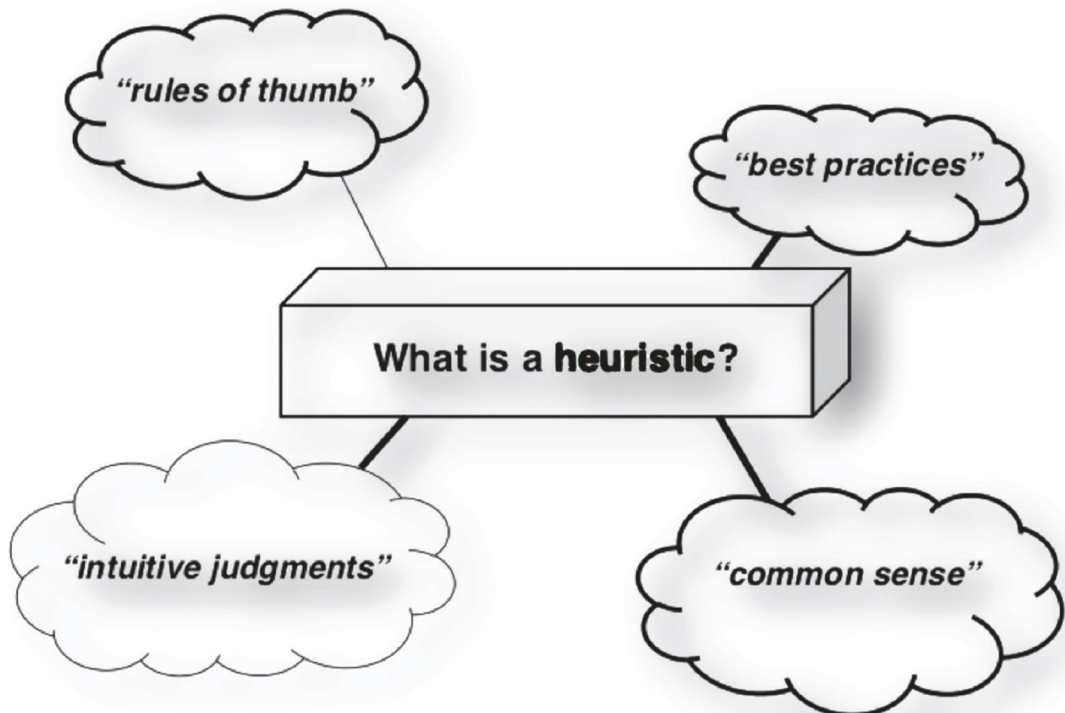 “rules of thumb”
“best practices”
What is a heuristic?
“intuitive judgments”
“common sense”